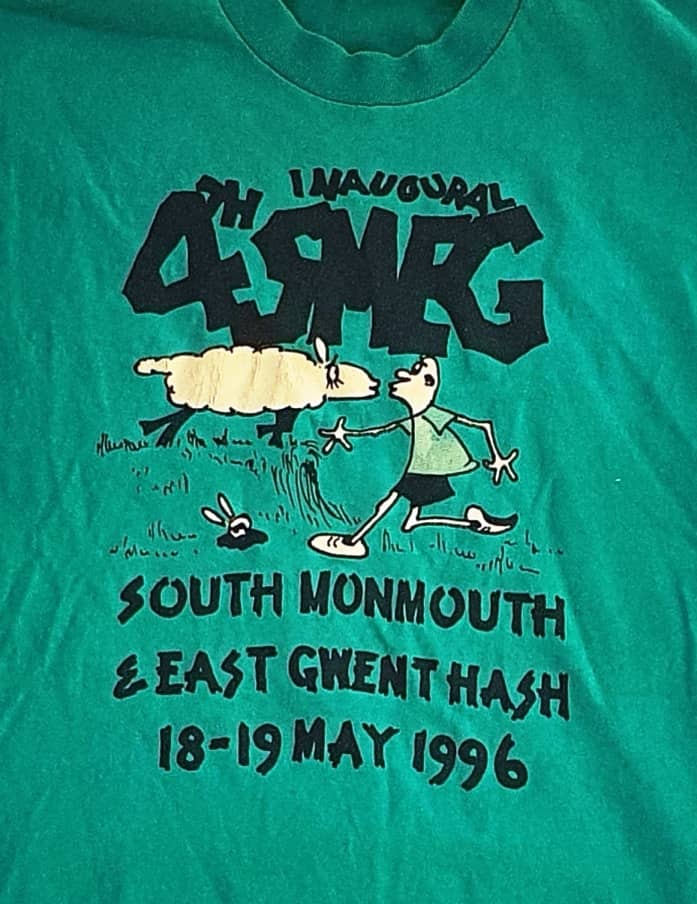 4TH INAUGURAL
SMEG
SOUTH MONMOUTH
& EAST GWENT HASH
18-19 MAY 1996